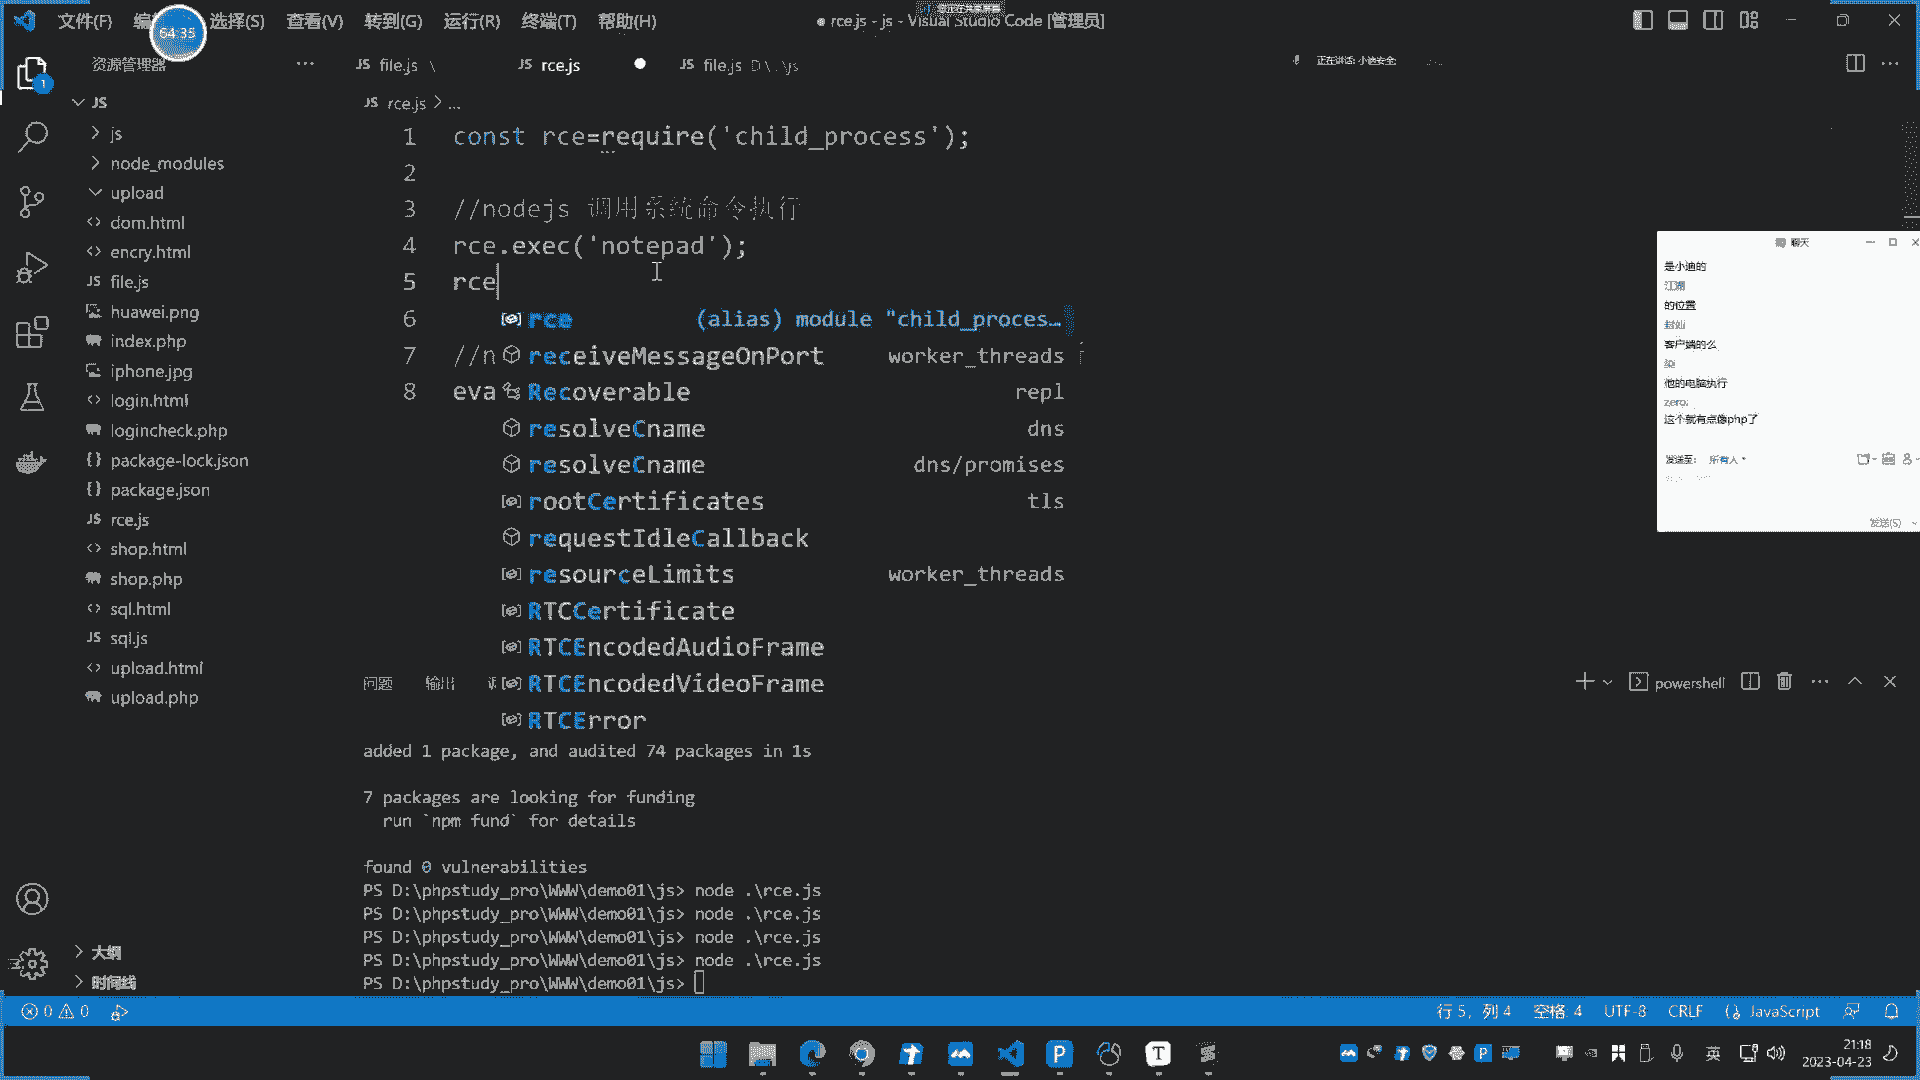 文件(F)
64:35
选择(S)
查看(V)
转到(G)
运行(R)
终端(T)
帮助(H)
● rce.js - js - Visual Studio Code [管理员]
资源管理器
JS file.js \
JS rce.js
JS file.js D:\..\js
正在讲话: 小迪安全
1
JS
JS rce.js > ...
js
node_modules
upload
dom.html
encry.html
JS file.js
huawei.png
index.php
iphone.jpg
login.html
logincheck.php
{} package-lock.json
{} package.json
JS rce.js
shop.html
shop.php
sql.html
JS sql.js
upload.html
upload.php
大纲
时间线
1 const rce=require('child_process');
2
3 //nodejs 调用系统命令执行
4 rce.exec('notepad');
5 rce
6
7 //n
8 eva
rce (alias) module "child_proces…
receiveMessageOnPort worker_threads
Recoverable repl
resolveCname dns
resolveCname dns/promises
rootCertificates tls
requestIdleCallback
resourceLimits worker_threads
RTCCertificate
RTCEncodedAudioFrame
RTCEncodedVideoFrame
RTCError
聊天
是小迪的
江湖
的位置
客户端的么
他的电脑执行
zero:
这个就有点像php了
发送至: 所有人
发送(S)
问题
输出
powershell
added 1 package, and audited 74 packages in 1s
7 packages are looking for funding
run `npm fund` for details
found 0 vulnerabilities
PS D:\phpstudy_pro\WWW\demo01\js> node .\rce.js
PS D:\phpstudy_pro\WWW\demo01\js> node .\rce.js
PS D:\phpstudy_pro\WWW\demo01\js> node .\rce.js
PS D:\phpstudy_pro\WWW\demo01\js> node .\rce.js
PS D:\phpstudy_pro\WWW\demo01\js>
0 0
行 5, 列 4
空格: 4
UTF-8
CRLF
JavaScript
英
21:18
2023-04-23